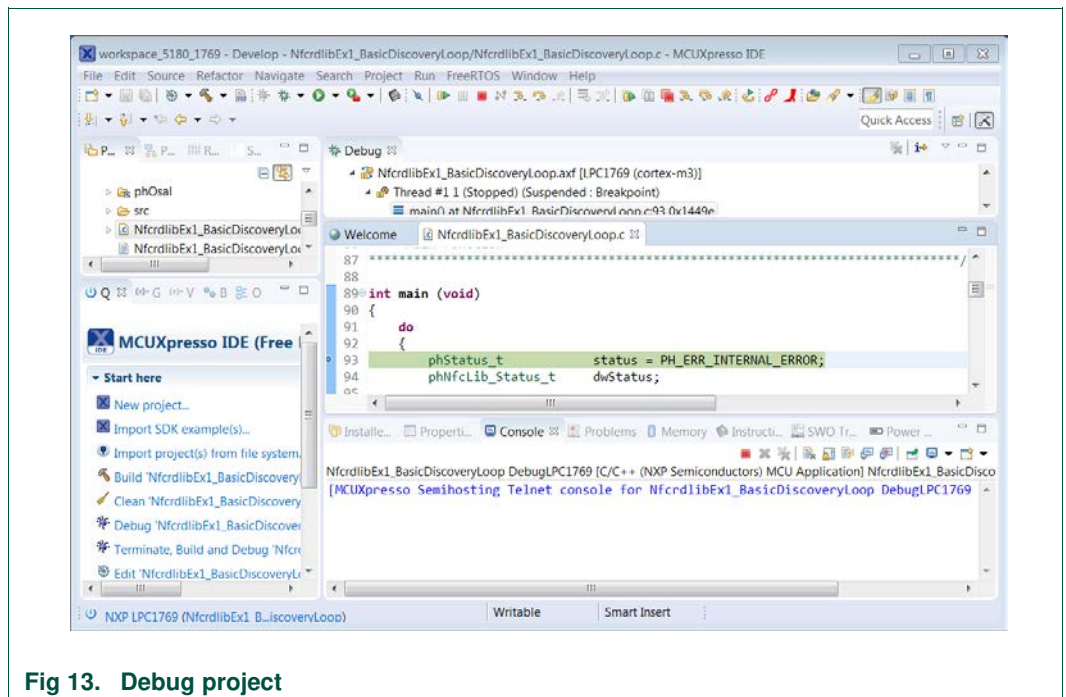 workspace_5180_1769 - Develop - NfcrdlibEx1_BasicDiscoveryLoop/NfcrdlibEx1_BasicDiscoveryLoop.c - MCUXpresso IDE
File Edit Source Refactor Navigate Search Project Run FreeRTOS Window Help
Quick Access
P... P... R... S...
phOsal
src
NfcrdlibEx1_BasicDiscoveryLo
NfcrdlibEx1_BasicDiscoveryLo
Debug
NfcrdlibEx1_BasicDiscoveryLoop.axf [LPC1769 (cortex-m3)]
Thread #1 1 (Stopped) (Suspended : Breakpoint)
main() at NfcrdlibEx1_BasicDiscoveryLoop.c:93 0x1449e
Welcome NfcrdlibEx1_BasicDiscoveryLoop.c
87 *******************************************************************************/
88
89 int main (void)
90 {
91 do
92 {
93 phStatus_t status = PH_ERR_INTERNAL_ERROR;
94 phNfcLib_Status_t dwStatus;
95
Q (x)= G (x)= V B O
IDE
MCUXpresso IDE (Free
Start here
New project...
Import SDK example(s)...
Import project(s) from file system.
Build 'NfcrdlibEx1_BasicDiscovery
Clean 'NfcrdlibEx1_BasicDiscovery
Debug 'NfcrdlibEx1_BasicDiscove
Terminate, Build and Debug 'Nfcr
Edit 'NfcrdlibEx1_BasicDiscoveryL
Installe... Properti... Console Problems Memory Instructi... SWO Tr... Power ...
NfcrdlibEx1_BasicDiscoveryLoop DebugLPC1769 [C/C++ (NXP Semiconductors) MCU Application] NfcrdlibEx1_BasicDisco
[MCUXpresso Semihosting Telnet console for NfcrdlibEx1_BasicDiscoveryLoop DebugLPC1769
NXP LPC1769 (NfcrdlibEx1_B...iscoveryLoop)
Writable Smart Insert
Fig 13. Debug project